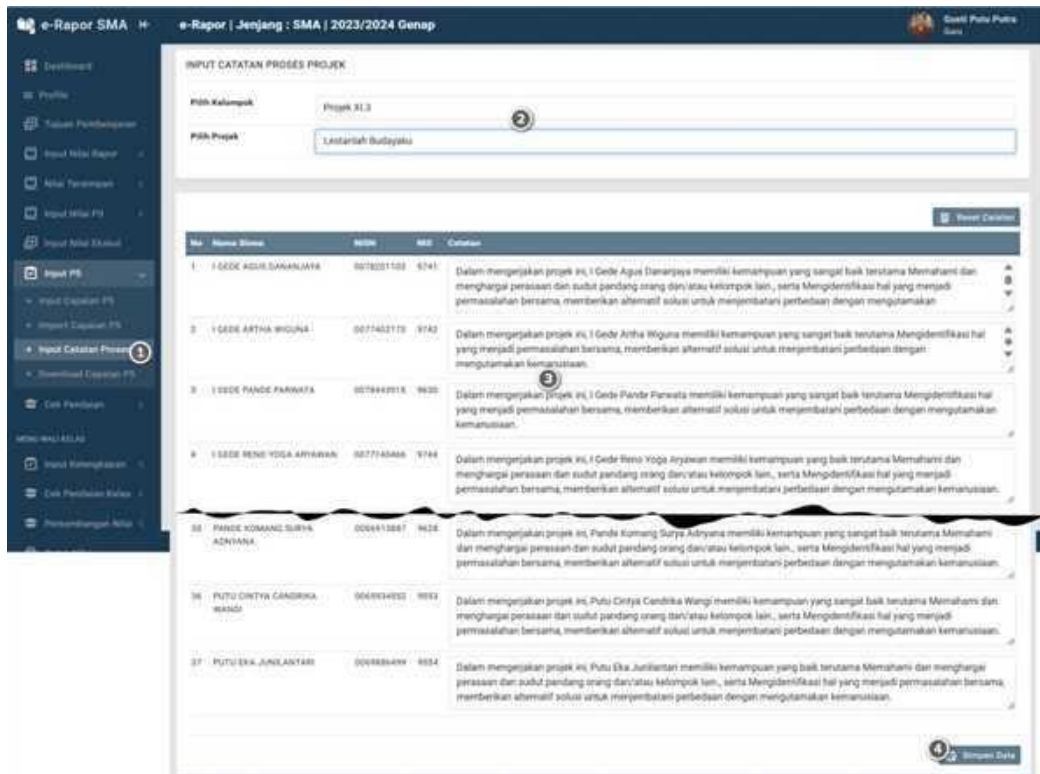 e-Rapor SMA
e-Rapor | Jenjang : SMA | 2023/2024 Genap
Gusti Putu Putra
Guru
Dashboard
Profile
Tujuan Pembelajaran
Input Nilai Rapor
Nilai Tersimpan
Input Nilai P5
Input Nilai Ekskul
Input P5
Input Capaian P5
Import Capaian P5
Input Catatan Proses
1
Download Capaian P5
Cek Penilaian
MENU WALI KELAS
Input Kelengkapan
Cek Penilaian Kelas
Perkembangan Nilai
INPUT CATATAN PROSES PROJEK
Pilih Kelompok
Projek XI.3
2
Pilih Projek
Lestarilah Budayaku
Reset Catatan
No Nama Siswa NISN NIS Catatan
1 I GEDE AGUS DANANJAYA 9741
Dalam mengerjakan projek ini, I Gede Agus Dananjaya memiliki kemampuan yang sangat baik terutama Memahami dan
menghargai perasaan dan sudut pandang orang dan/atau kelompok lain., serta Mengidentifikasi hal yang menjadi
permasalahan bersama, memberikan alternatif solusi untuk menjembatani perbedaan dengan mengutamakan
2 I GEDE ARTHA WIGUNA 9742
Dalam mengerjakan projek ini, I Gede Artha Wiguna memiliki kemampuan yang sangat baik terutama Mengidentifikasi hal
yang menjadi permasalahan bersama, memberikan alternatif solusi untuk menjembatani perbedaan dengan
mengutamakan kemanusiaan.
3
3 I GEDE PANDE PARWATA 9630
Dalam mengerjakan projek ini, I Gede Pande Parwata memiliki kemampuan yang sangat baik terutama Mengidentifikasi hal
yang menjadi permasalahan bersama, memberikan alternatif solusi untuk menjembatani perbedaan dengan mengutamakan
kemanusiaan.
4 I GEDE RENO YOGA ARYAWAN 9744
Dalam mengerjakan projek ini, I Gede Reno Yoga Aryawan memiliki kemampuan yang baik terutama Memahami dan
menghargai perasaan dan sudut pandang orang dan/atau kelompok lain., serta Mengidentifikasi hal yang menjadi
permasalahan bersama, memberikan alternatif solusi untuk menjembatani perbedaan dengan mengutamakan kemanusiaan.
PANDE KOMANG SURYA
ADNYANA
Dalam mengerjakan projek ini, Pande Komang Surya Adnyana memiliki kemampuan yang sangat baik terutama Memahami
dan menghargai perasaan dan sudut pandang orang dan/atau kelompok lain., serta Mengidentifikasi hal yang menjadi
permasalahan bersama, memberikan alternatif solusi untuk menjembatani perbedaan dengan mengutamakan kemanusiaan.
36 PUTU CINTYA CANDRIKA
WANGI
Dalam mengerjakan projek ini, Putu Cintya Candrika Wangi memiliki kemampuan yang sangat baik terutama Memahami dan
menghargai perasaan dan sudut pandang orang dan/atau kelompok lain., serta Mengidentifikasi hal yang menjadi
permasalahan bersama, memberikan alternatif solusi untuk menjembatani perbedaan dengan mengutamakan kemanusiaan.
37 PUTU EKA JUNILANTARI 9554
Dalam mengerjakan projek ini, Putu Eka Junilantari memiliki kemampuan yang baik terutama Memahami dan menghargai
perasaan dan sudut pandang orang dan/atau kelompok lain., serta Mengidentifikasi hal yang menjadi permasalahan bersama,
memberikan alternatif solusi untuk menjembatani perbedaan dengan mengutamakan kemanusiaan.
4
Simpan Data